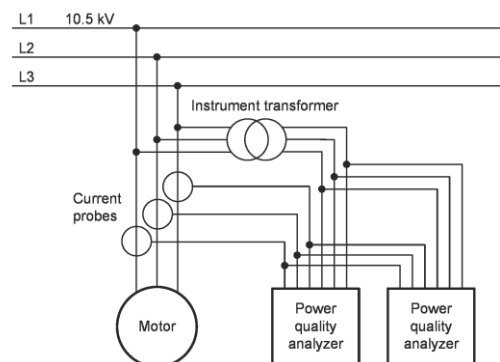 L1 10.5 kV
L2
L3
Instrument transformer
Current
probes
Motor
Power
quality
analyzer
Power
quality
analyzer